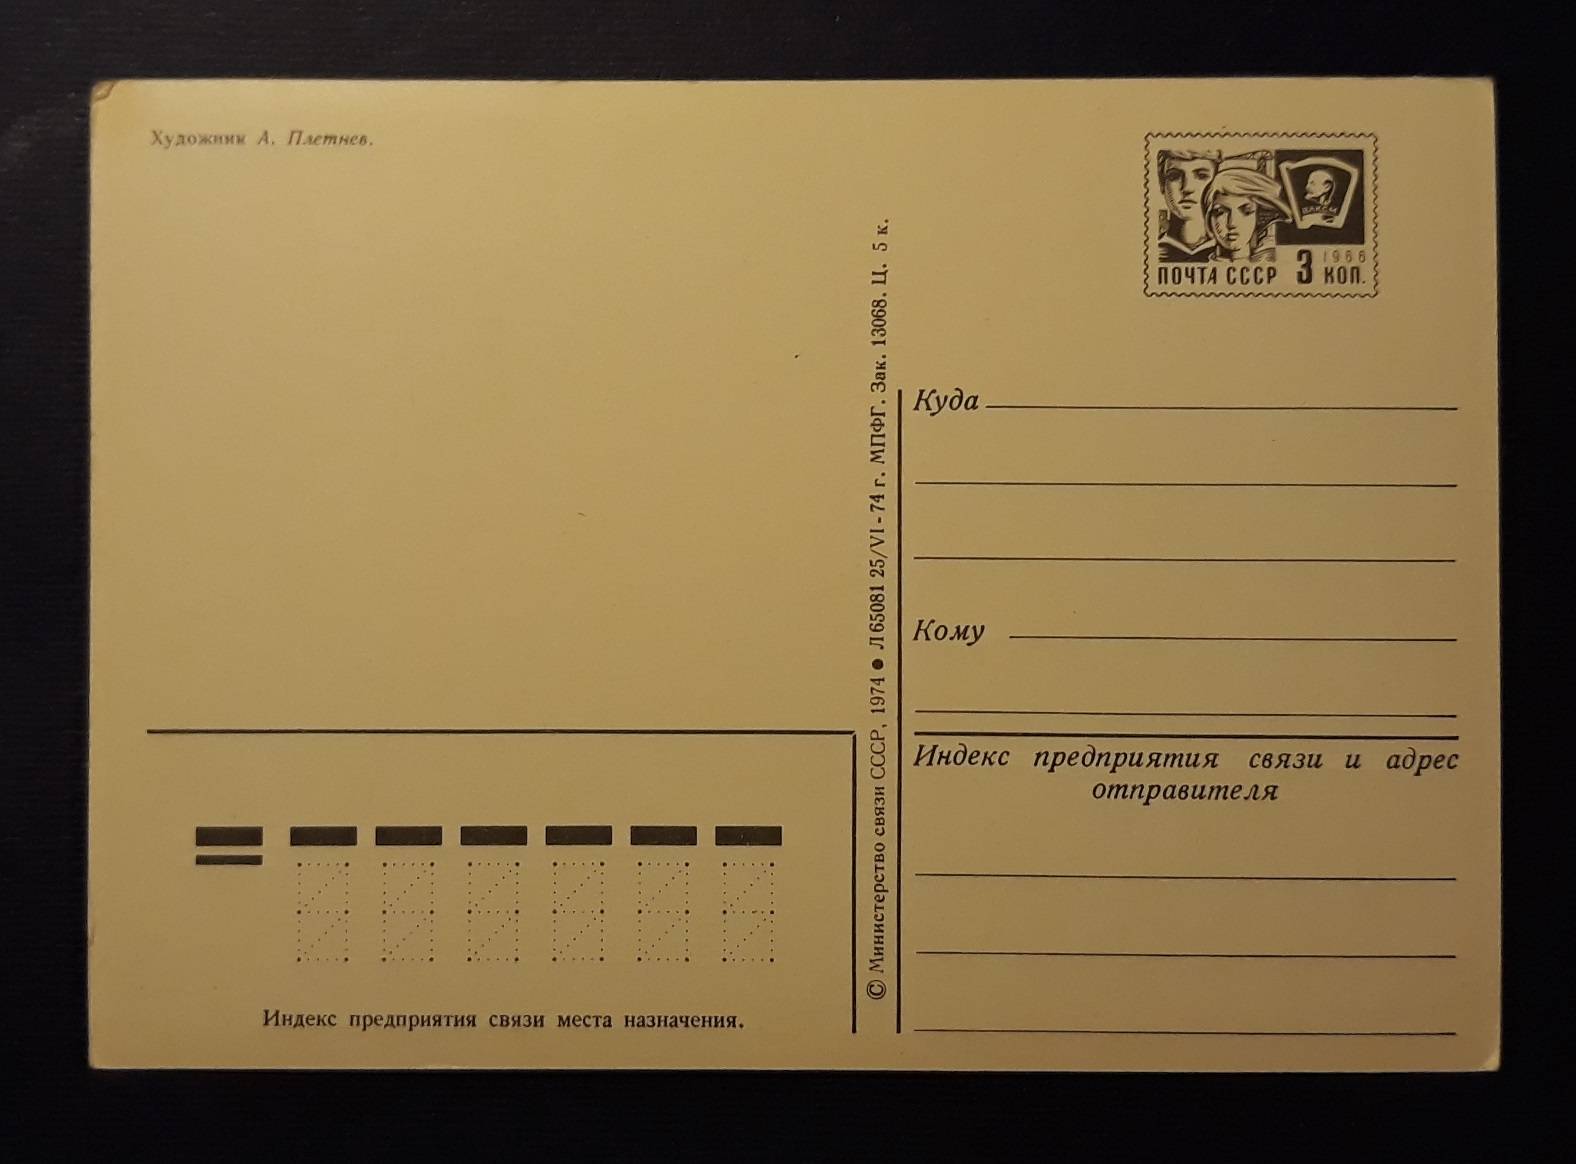 Художник А. Плетнев.
ВЛКСМ
1966
ПОЧТА СССР 3 КОП.
Куда
Кому
Индекс предприятия связи и адрес
отправителя
© Министерство связи СССР, 1974 ● Л 65081 25/VI-74 г. МПФГ. Зак. 13068. Ц. 5 к.
Индекс предприятия связи места назначения.